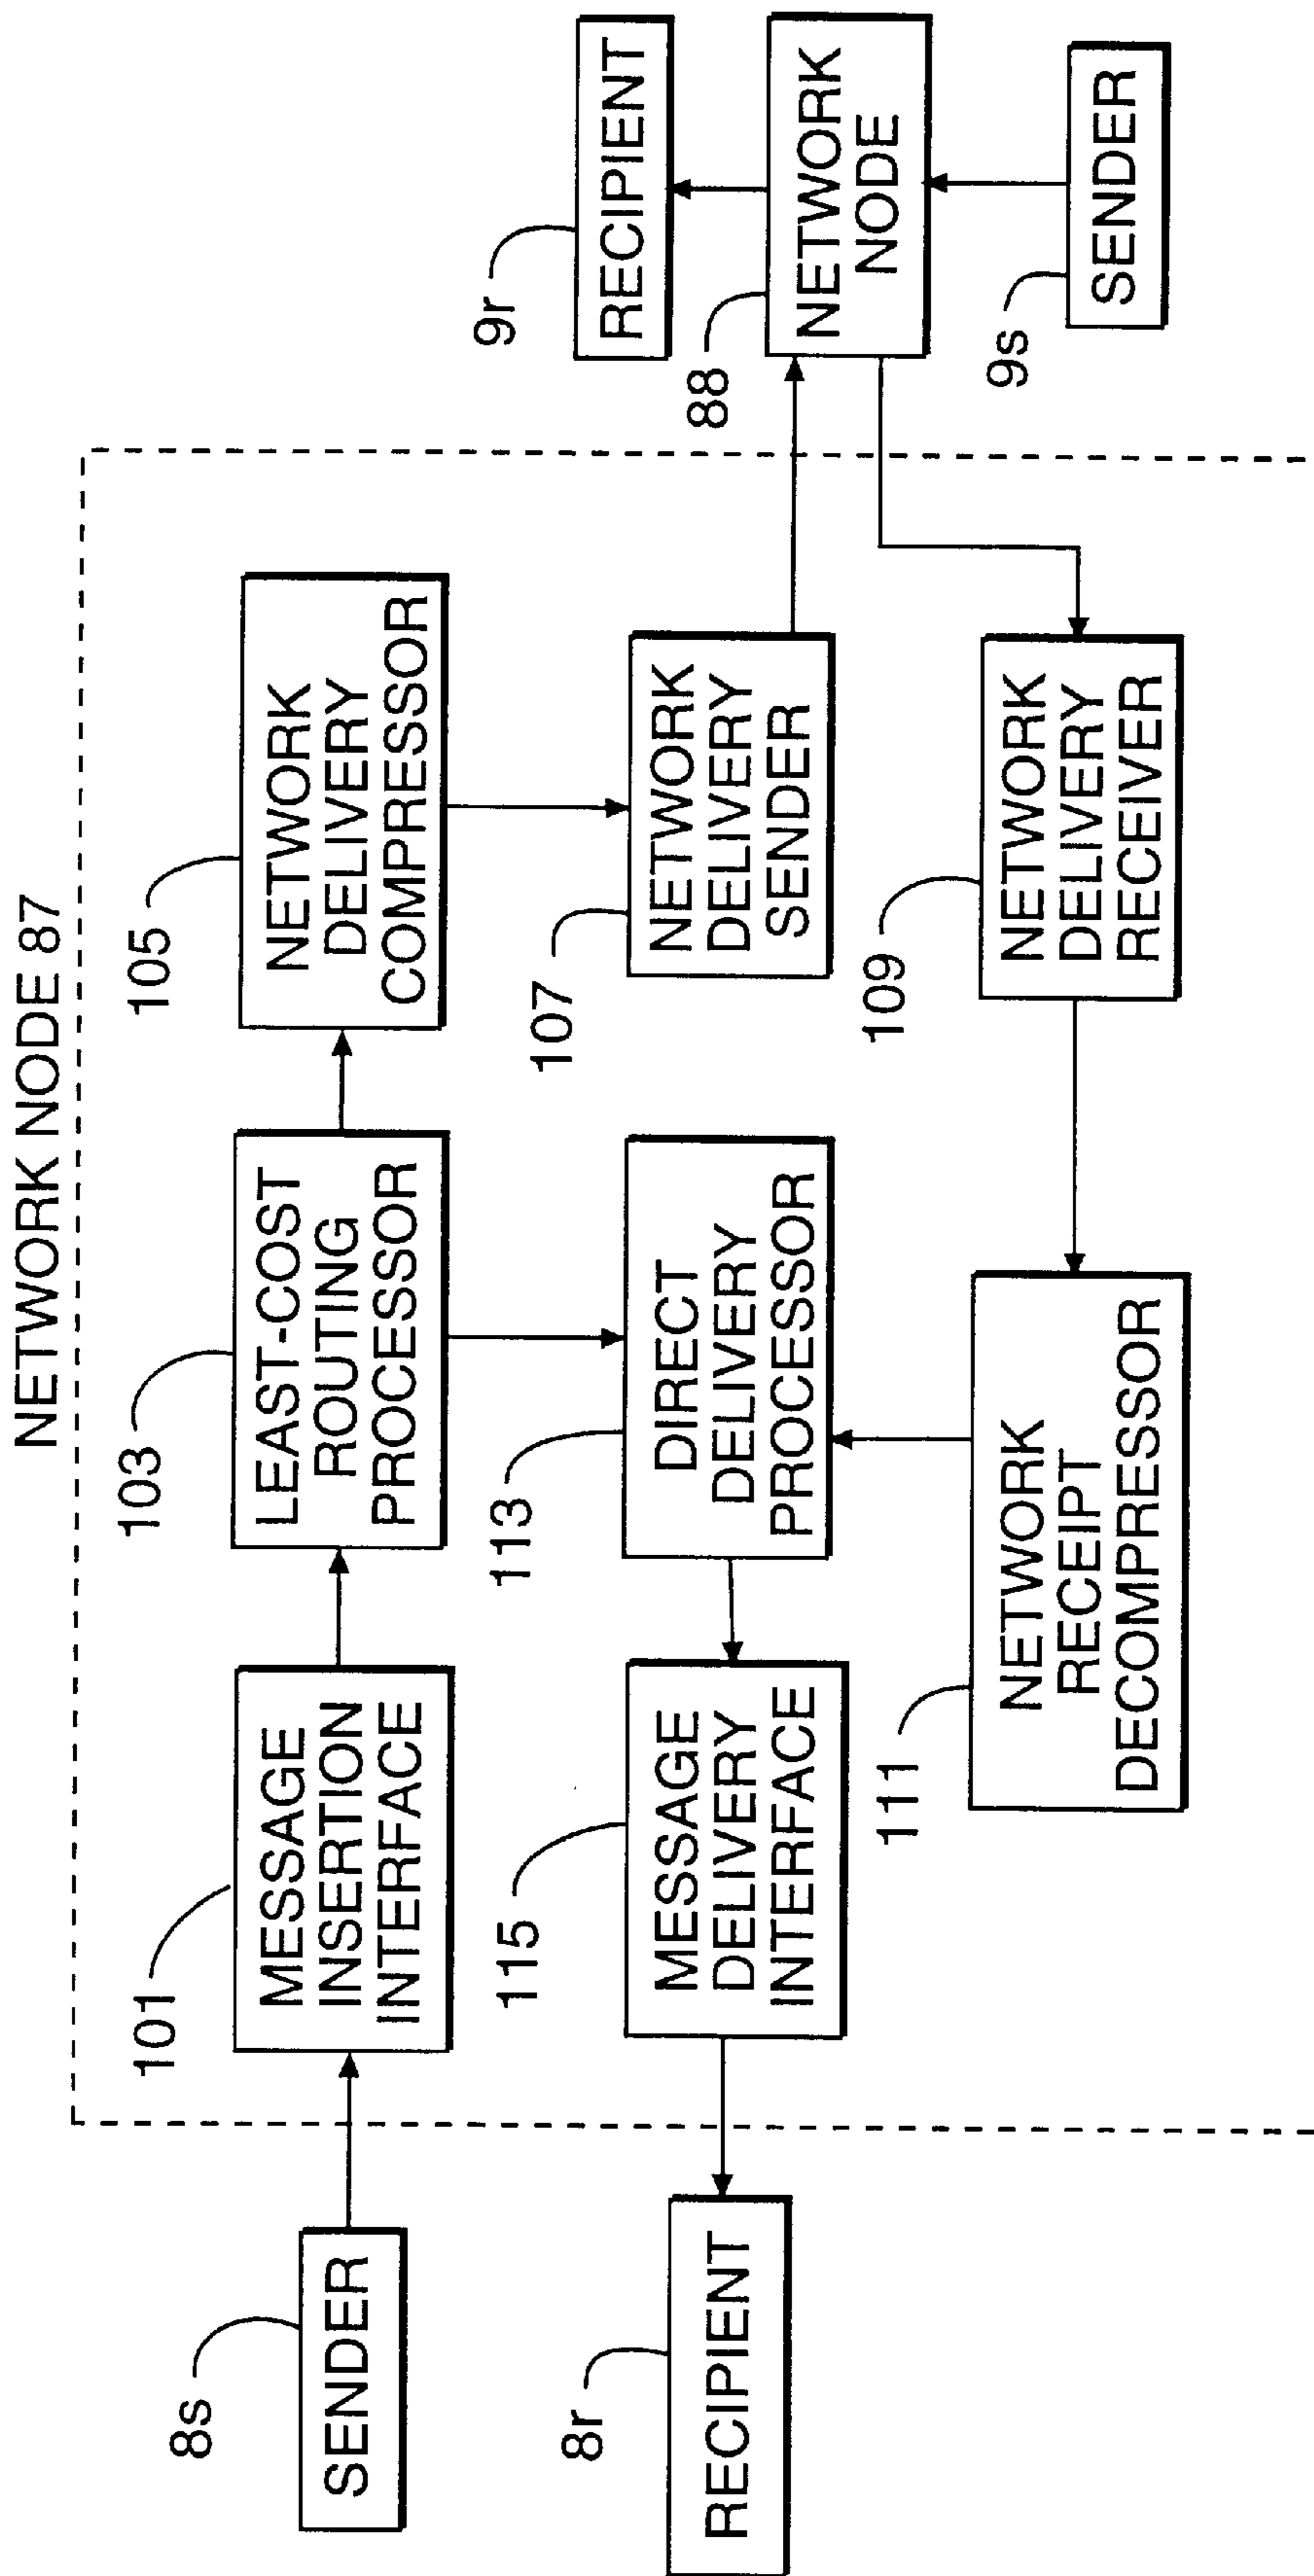 NETWORK NODE 87
101
MESSAGE
INSERTION
INTERFACE
103
LEAST-COST
ROUTING
PROCESSOR
105
NETWORK
DELIVERY
COMPRESSOR
8s
SENDER
9r
RECIPIENT
115
MESSAGE
DELIVERY
INTERFACE
113
DIRECT
DELIVERY
PROCESSOR
107
NETWORK
DELIVERY
SENDER
88
NETWORK
NODE
8r
RECIPIENT
111
NETWORK
RECEIPT
DECOMPRESSOR
109
NETWORK
DELIVERY
RECEIVER
9s
SENDER